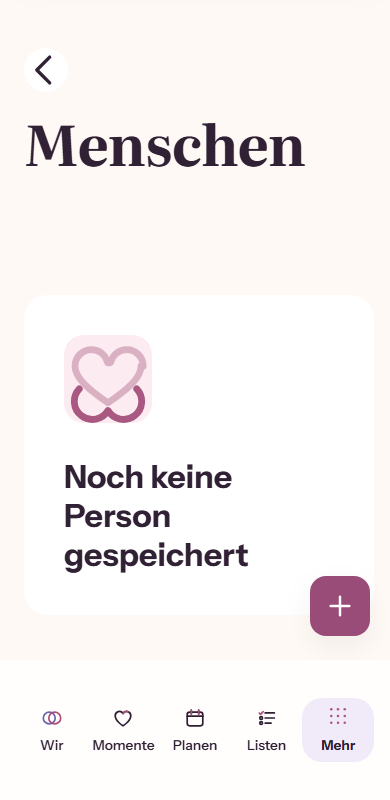 Menschen
Noch keine
Person
gespeichert
Wir
Momente
Planen
Listen
Mehr